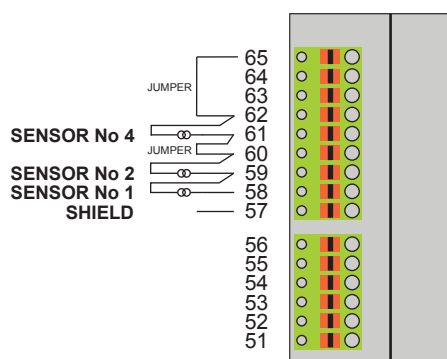 65
JUMPER
64
63
62
SENSOR No 4
61
JUMPER
60
SENSOR No 2
59
SENSOR No 1
58
SHIELD
57
56
55
54
53
52
51